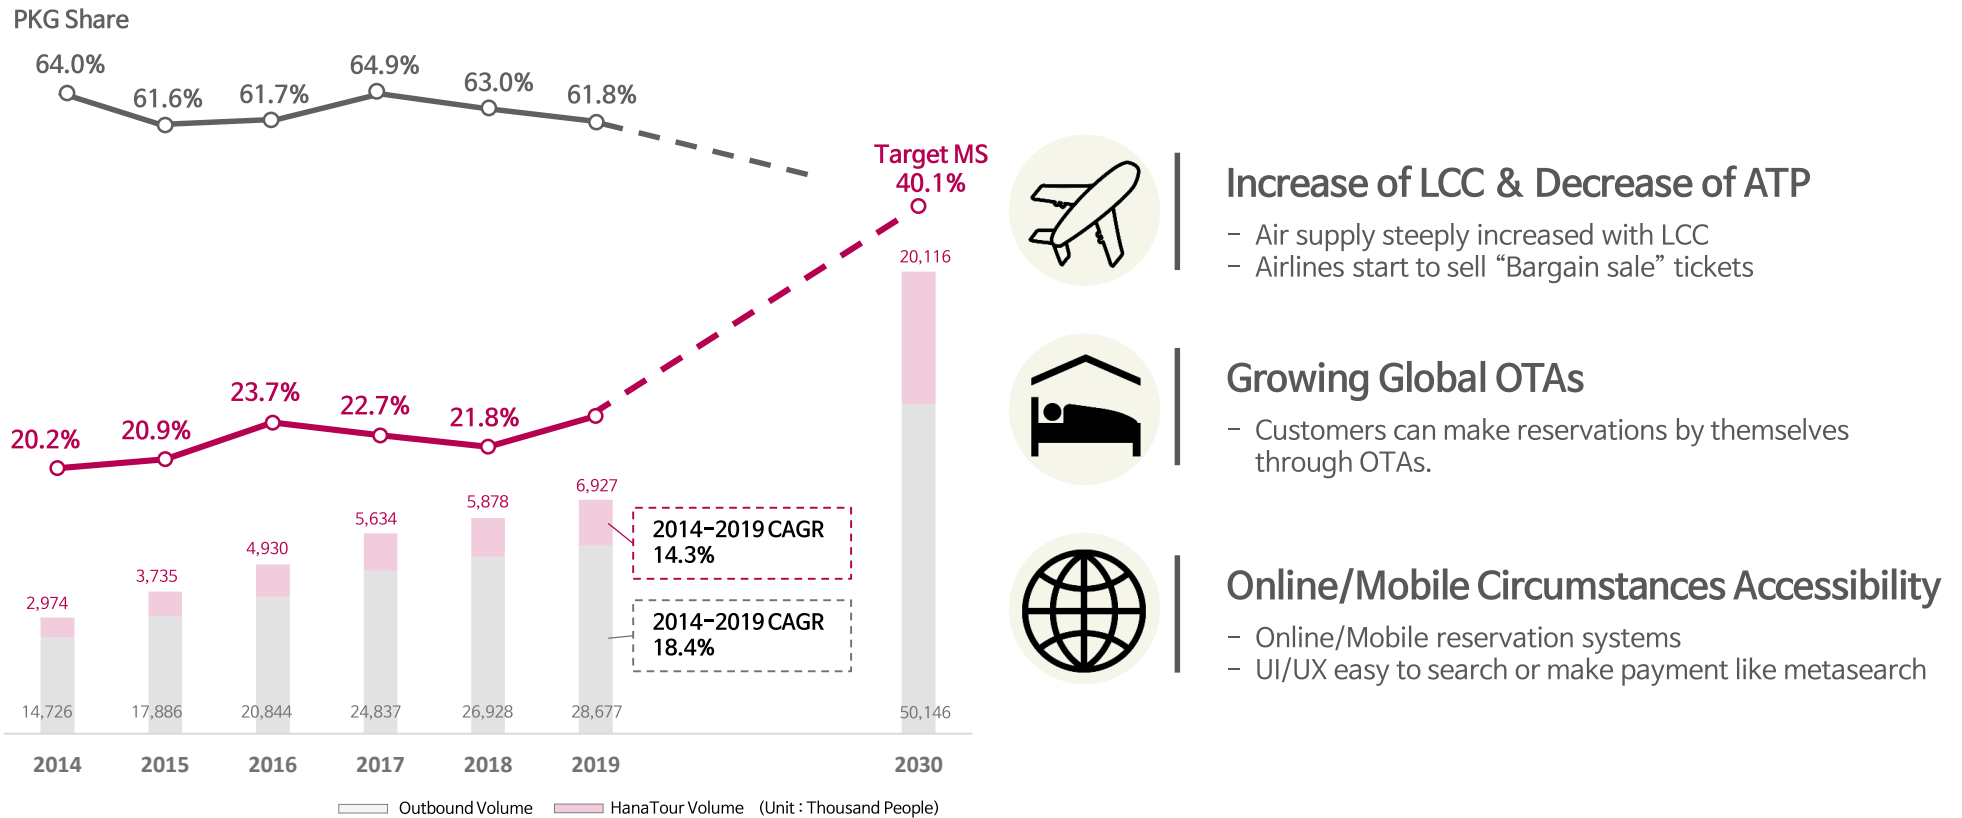 PKG Share
64.0%
61.6%
61.7%
64.9%
63.0%
61.8%
Target MS
40.1%
20.2%
20.9%
23.7%
22.7%
21.8%
2,974
3,735
4,930
5,634
5,878
6,927
20,116
2014-2019 CAGR
14.3%
2014-2019 CAGR
18.4%
14,726
17,886
20,844
24,837
26,928
28,677
50,146
2014
2015
2016
2017
2018
2019
2030
Outbound Volume
HanaTour Volume
(Unit : Thousand People)
Increase of LCC & Decrease of ATP
- Air supply steeply increased with LCC
- Airlines start to sell “Bargain sale” tickets
Growing Global OTAs
- Customers can make reservations by themselves
through OTAs.
Online/Mobile Circumstances Accessibility
- Online/Mobile reservation systems
- UI/UX easy to search or make payment like metasearch